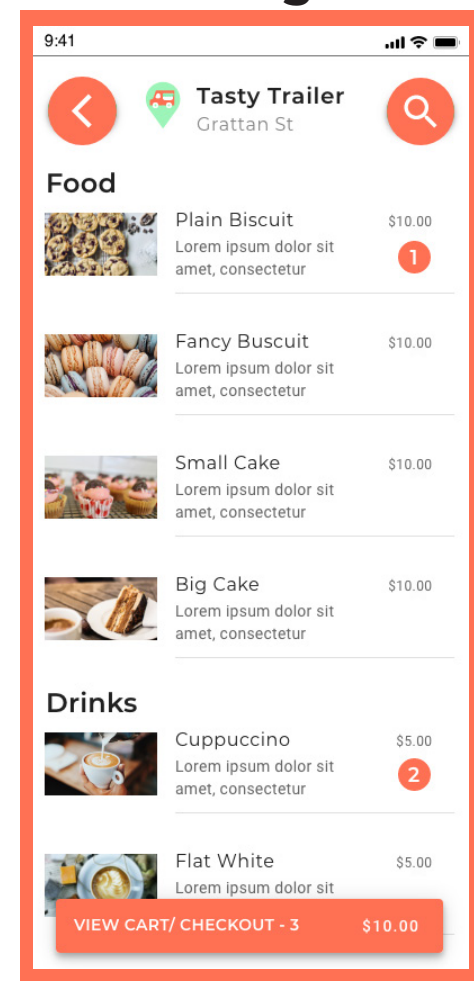 9:41
Tasty Trailer
Grattan St
Food
Plain Biscuit $10.00
Lorem ipsum dolor sit
amet, consectetur
1
Fancy Buscuit $10.00
Lorem ipsum dolor sit
amet, consectetur
Small Cake $10.00
Lorem ipsum dolor sit
amet, consectetur
Big Cake $10.00
Lorem ipsum dolor sit
amet, consectetur
Drinks
Cuppuccino $5.00
Lorem ipsum dolor sit
amet, consectetur
2
Flat White $5.00
Lorem ipsum dolor sit
VIEW CART/ CHECKOUT - 3 $10.00